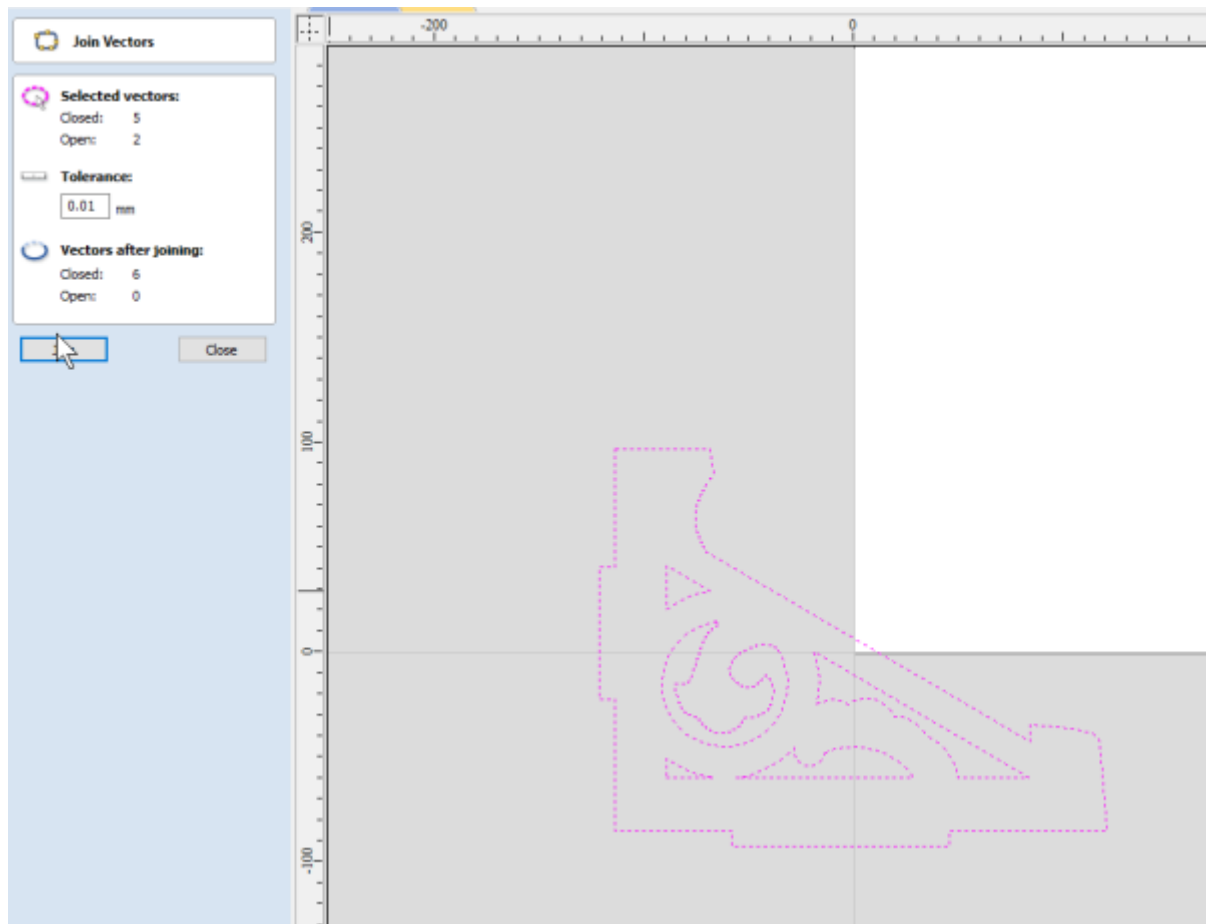 -200
0
Join Vectors
Selected vectors:
Closed: 5
Open: 2
Tolerance:
0.01 mm
Vectors after joining:
Closed: 6
Open: 0
Close
200
100
0
-100